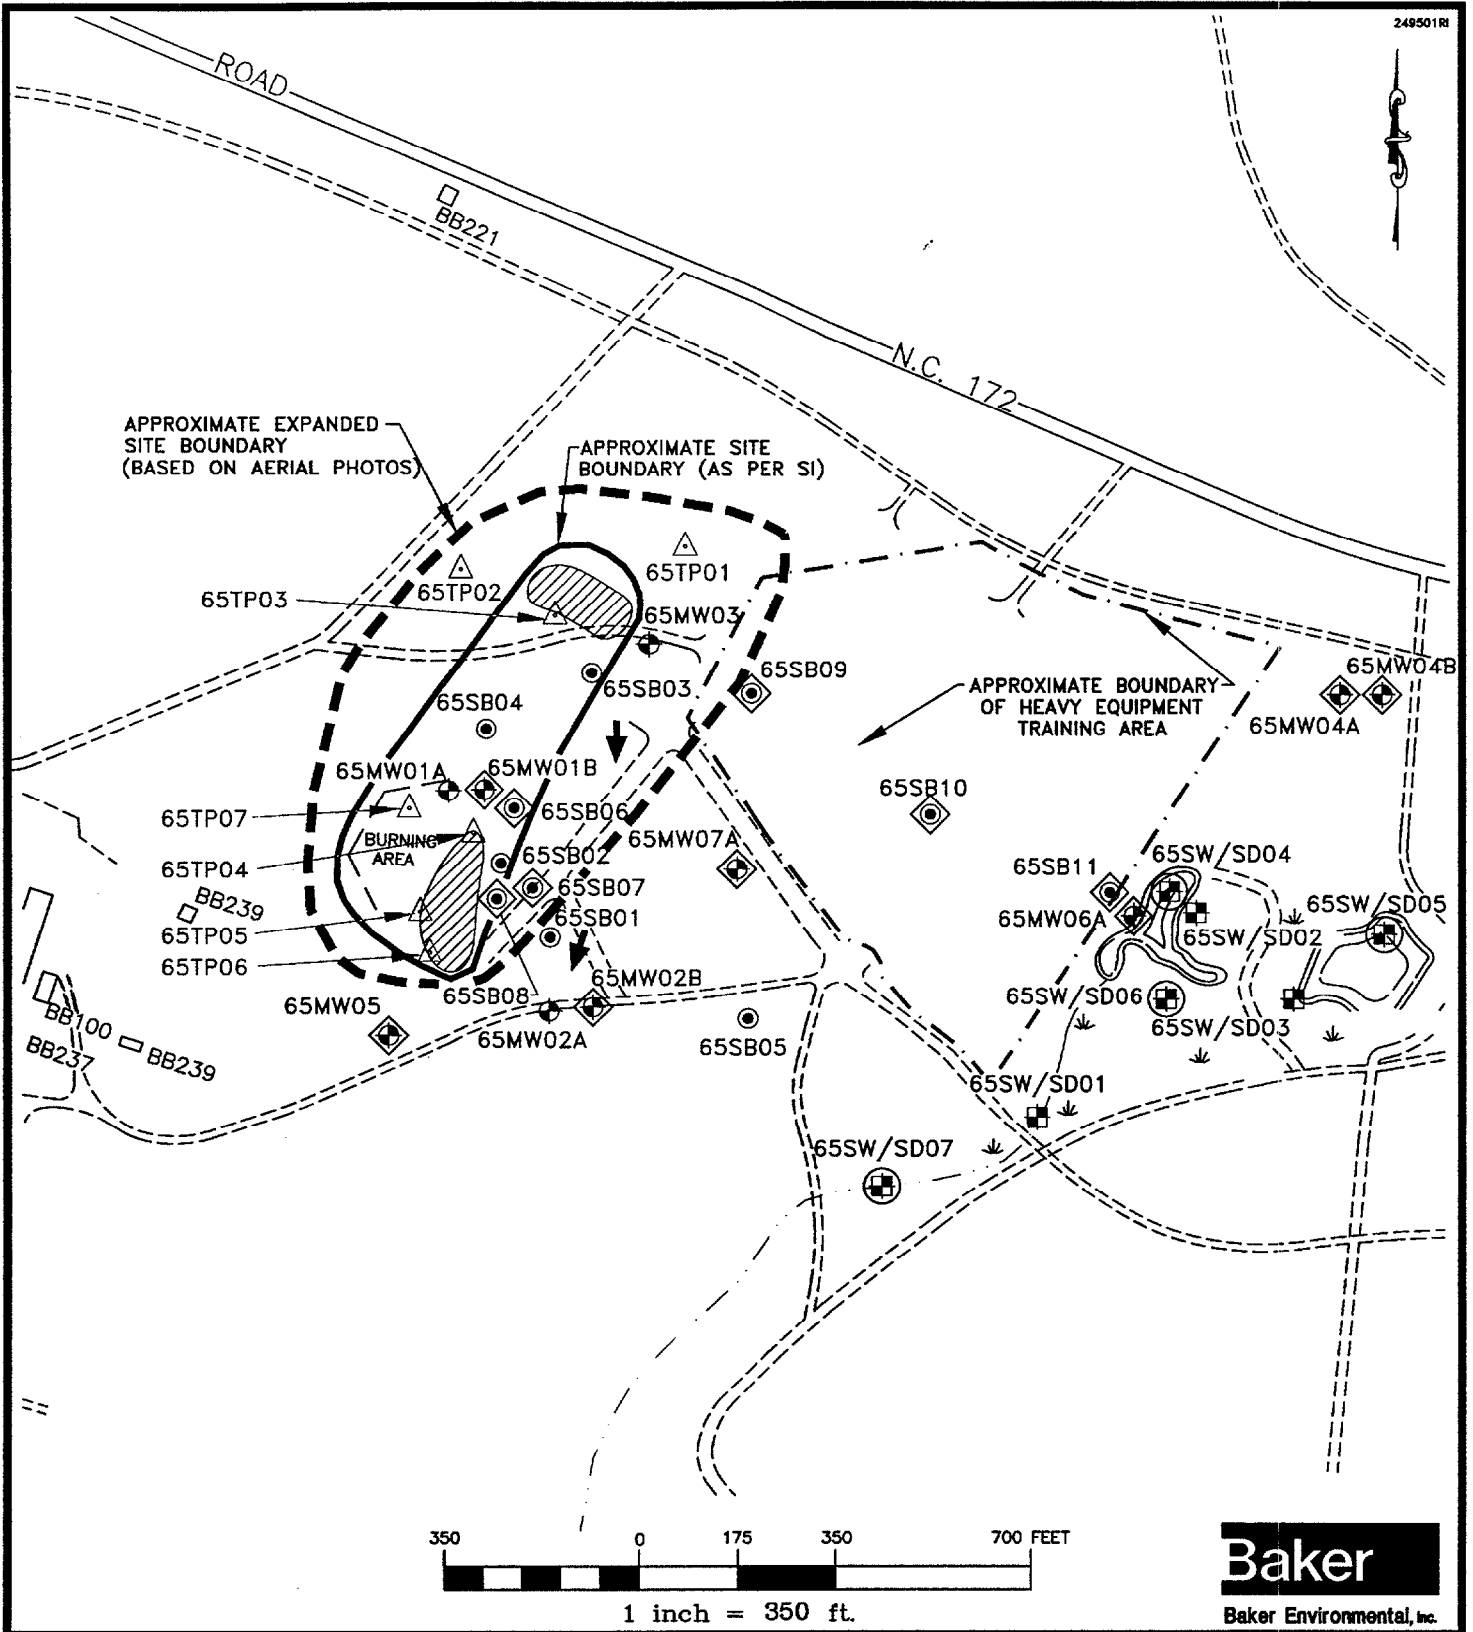 249501RI
ROAD
BB221
N.C. 172
APPROXIMATE EXPANDED
SITE BOUNDARY
(BASED ON AERIAL PHOTOS)
APPROXIMATE SITE
BOUNDARY (AS PER SI)
65TP01
65TP02
65TP03
65MW03
65SB09
65SB03
65SB04
APPROXIMATE BOUNDARY
OF HEAVY EQUIPMENT
TRAINING AREA
65MW04B
65MW04A
65MW01A
65MW01B
65SB10
65TP07
65SB06
65MW07A
BURNING
AREA
65SB02
65TP04
65SB11
65SW/SD04
65SB07
BB239
65SB01
65MW06A
65SW/SD05
65TP05
65SW/SD02
65TP06
65MW02B
65MW05
65SB08
65SW/SD06
BB100
65MW02A
65SB05
65SW/SD03
BB237
BB239
65SW/SD01
65SW/SD07
350 0 175 350 700 FEET
1 inch = 350 ft.
Baker
Baker Environmental, Inc.